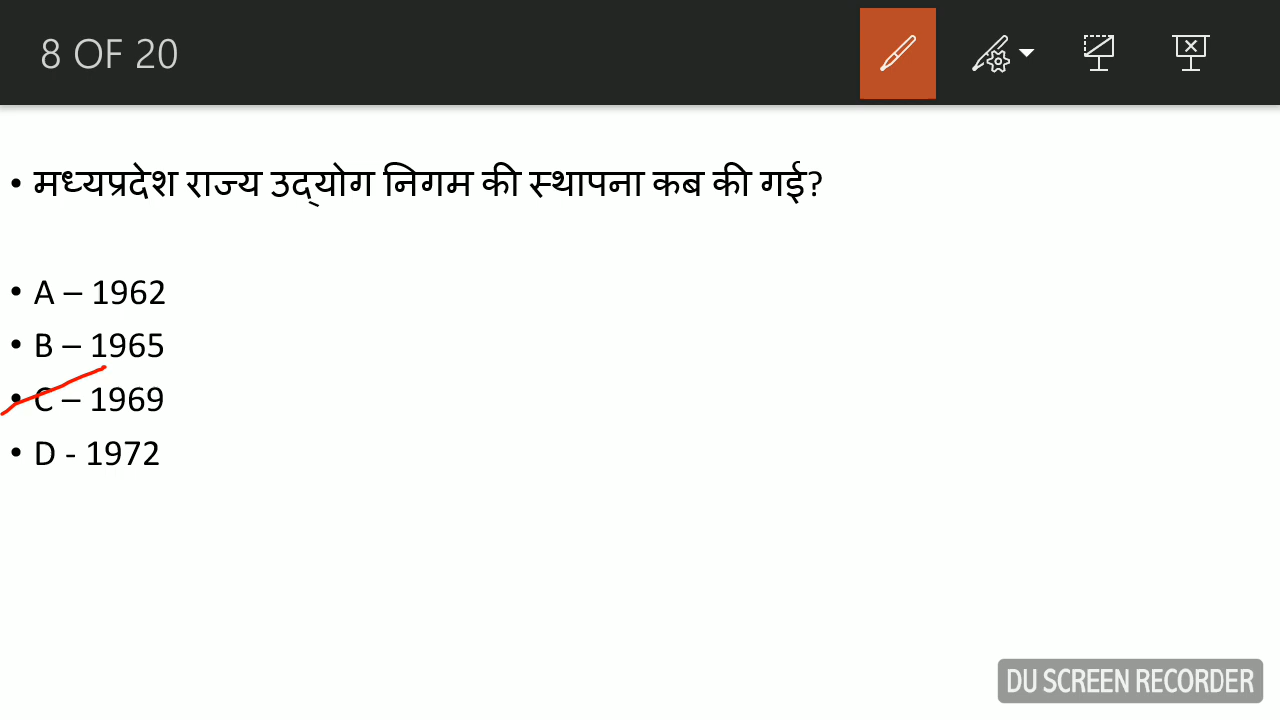 8 OF 20
• मध्यप्रदेश राज्य उद्‌योग निगम की स्थापना कब की गई?
• A – 1962
• B – 1965
• C – 1969
• D - 1972
DU SCREEN RECORDER